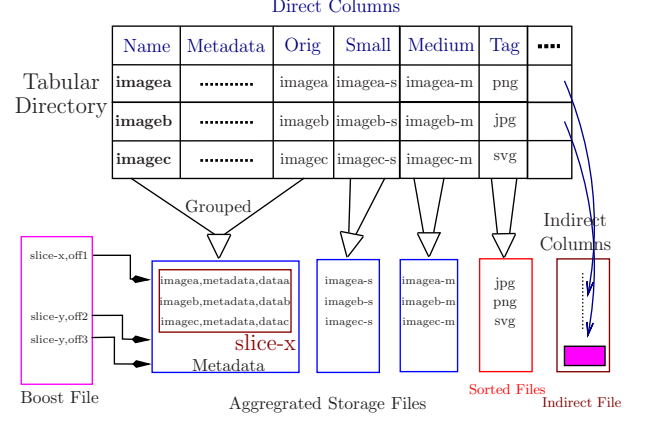 Direct Columns
Name Metadata Orig Small Medium Tag ....
Tabular
Directory
imagea .......... imagea imagea-s imagea-m png
imageb .......... imageb imageb-s imageb-m jpg
imagec .......... imagec imagec-s imagec-m svg
Grouped
Indirect
Columns
slice-x,off1
slice-y,off2
slice-y,off3
Boost File
imagea,metadata,dataa
imageb,metadata,datab
imagec,metadata,datac
slice-x
Metadata
imagea-s
imageb-s
imagec-s
imagea-m
imageb-m
imagec-m
jpg
png
svg
Aggregrated Storage Files
Sorted Files
Indirect File